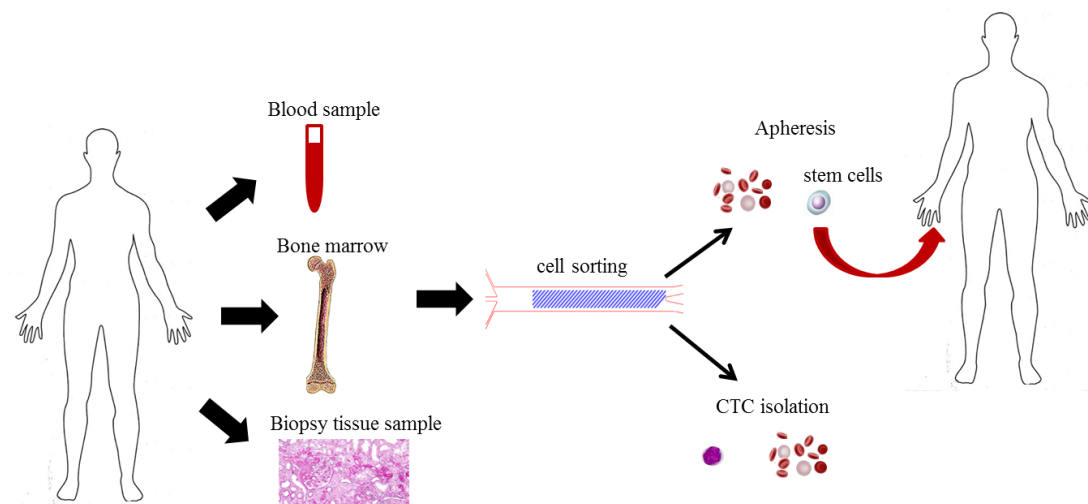 Blood sample
Bone marrow
Biopsy tissue sample
cell sorting
Apheresis
stem cells
CTC isolation